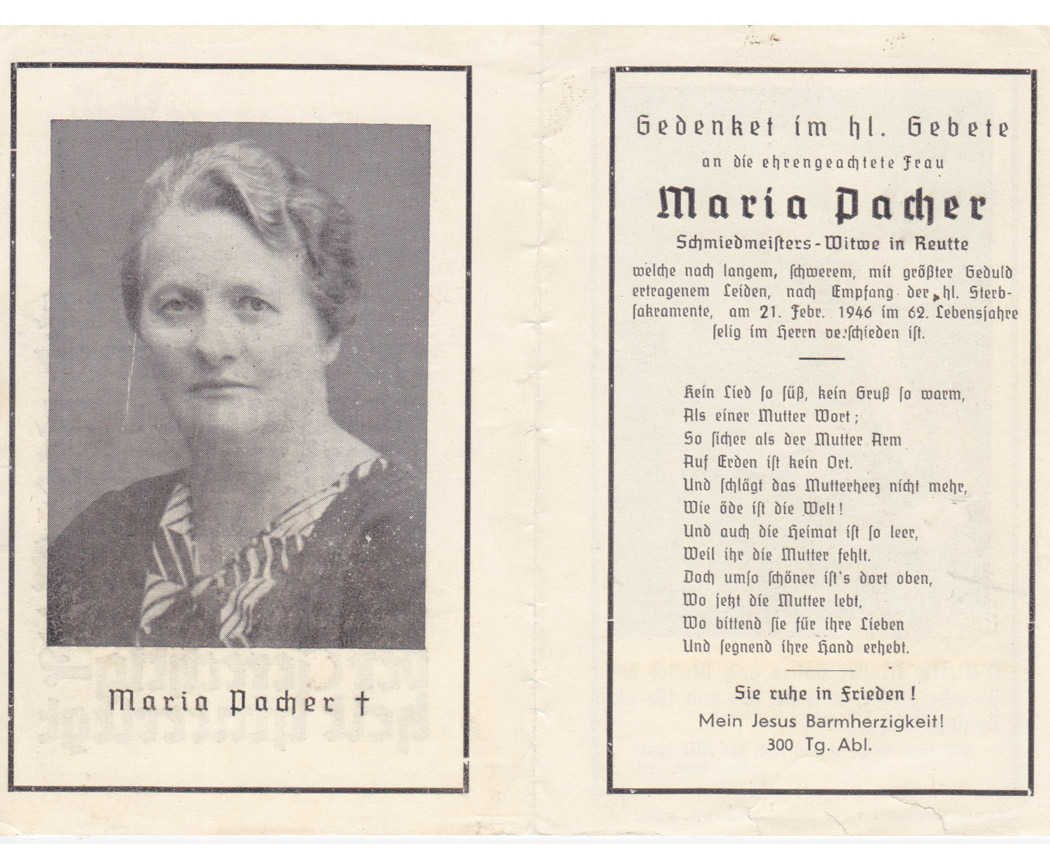 Maria Pacher †
Gedenket im hl. Gebete
an die ehrengeachtete Frau
Maria Pacher
Schmiedmeisters-Witwe in Reutte
welche nach langem, schwerem, mit größter Geduld
ertragenem Leiden, nach Empfang der hl. Sterb-
sakramente, am 21. Febr. 1946 im 62. Lebensjahre
selig im Herrn verschieden ist.
Kein Lied so süß, kein Gruß so warm,
Als einer Mutter Wort;
So sicher als der Mutter Arm
Auf Erden ist kein Ort.
Und schlägt das Mutterherz nicht mehr,
Wie öde ist die Welt!
Und auch die Heimat ist so leer,
Weil ihr die Mutter fehlt.
Doch umso schöner ist's dort oben,
Wo jetzt die Mutter lebt,
Wo bittend sie für ihre Lieben
Und segnend ihre Hand erhebt.
Sie ruhe in Frieden!
Mein Jesus Barmherzigkeit!
300 Tg. Abl.